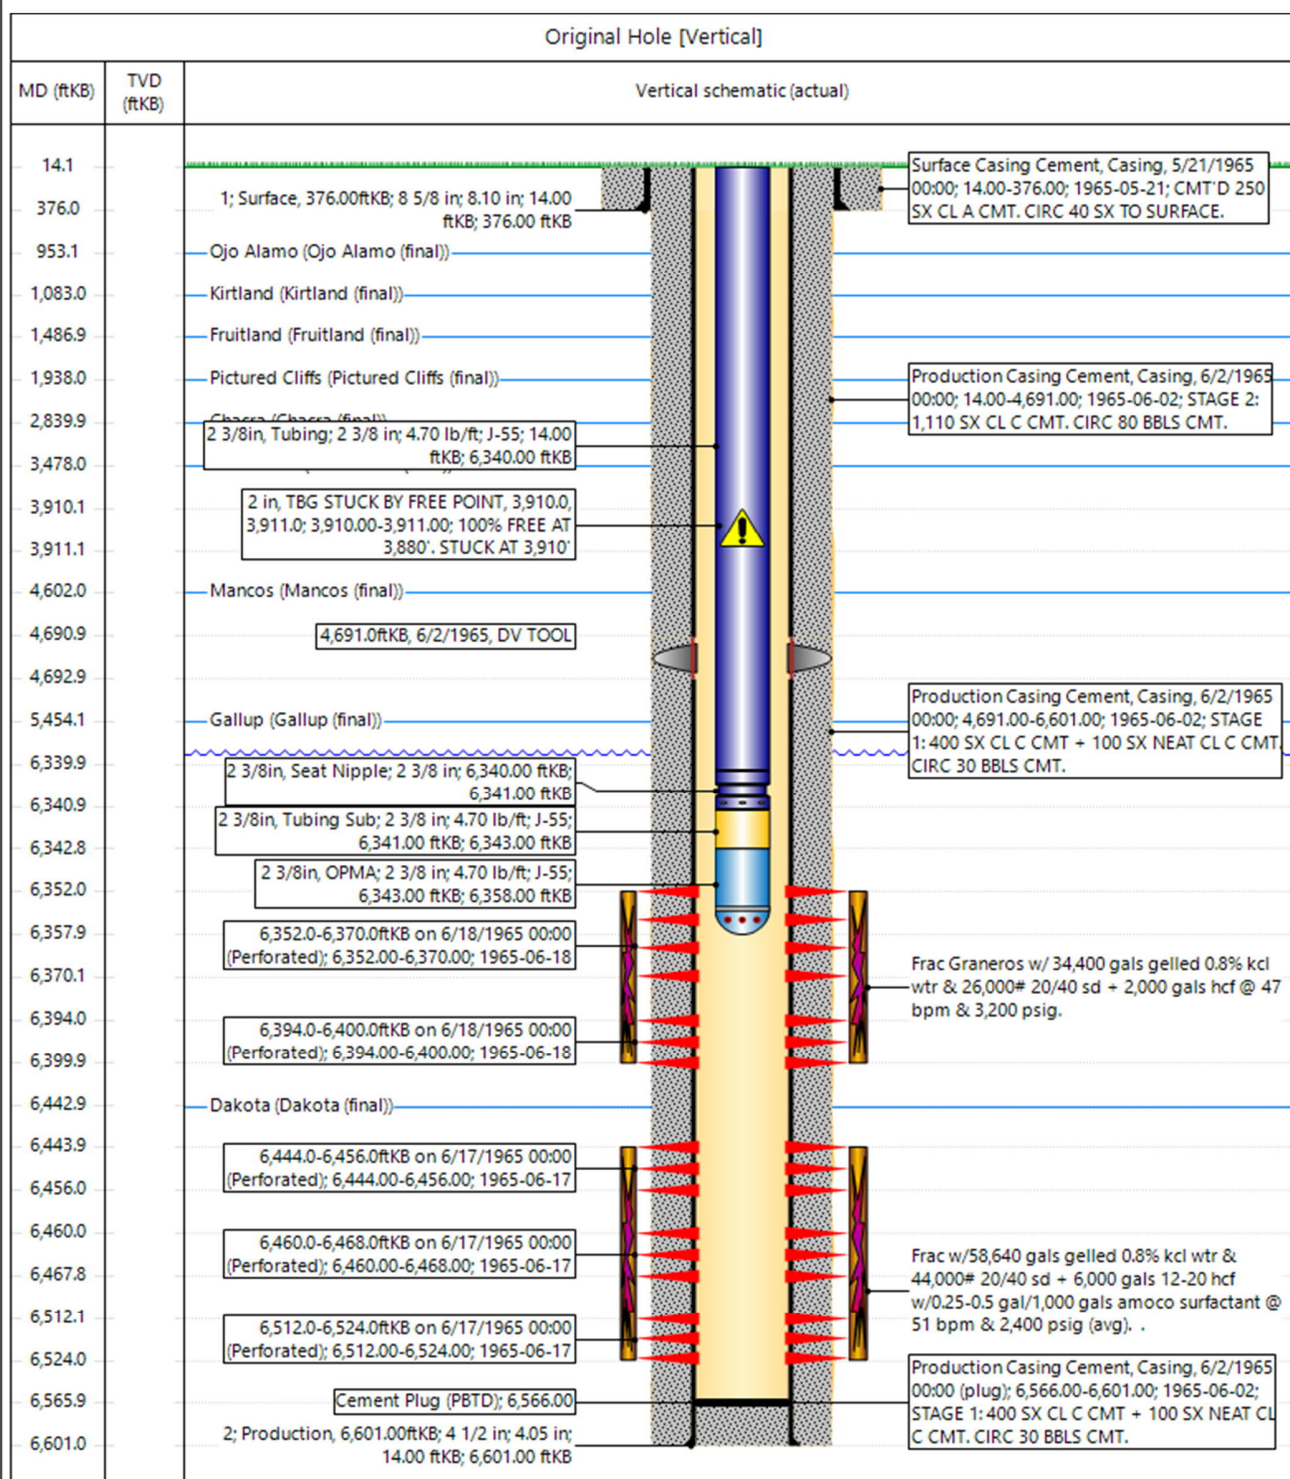 Original Hole [Vertical]
MD (ftKB)
TVD
(ftKB)
Vertical schematic (actual)
14.1
376.0
953.1
1,083.0
1,486.9
1,938.0
2,839.9
3,478.0
3,910.1
3,911.1
4,602.0
4,690.9
4,692.9
5,454.1
6,339.9
6,340.9
6,342.8
6,352.0
6,357.9
6,370.1
6,394.0
6,399.9
6,442.9
6,443.9
6,456.0
6,460.0
6,467.8
6,512.1
6,524.0
6,565.9
6,601.0
1; Surface, 376.00ftKB; 8 5/8 in; 8.10 in; 14.00
ftKB; 376.00 ftKB
Ojo Alamo (Ojo Alamo (final))
Kirtland (Kirtland (final))
Fruitland (Fruitland (final))
Pictured Cliffs (Pictured Cliffs (final))
Chacra (Chacra (final))
2 3/8in, Tubing; 2 3/8 in; 4.70 lb/ft; J-55; 14.00
ftKB; 6,340.00 ftKB
2 in, TBG STUCK BY FREE POINT, 3,910.0,
3,911.0; 3,910.00-3,911.00; 100% FREE AT
3,880'. STUCK AT 3,910'
Mancos (Mancos (final))
4,691.0ftKB, 6/2/1965, DV TOOL
Gallup (Gallup (final))
2 3/8in, Seat Nipple; 2 3/8 in; 6,340.00 ftKB;
6,341.00 ftKB
2 3/8in, Tubing Sub; 2 3/8 in; 4.70 lb/ft; J-55;
6,341.00 ftKB; 6,343.00 ftKB
2 3/8in, OPMA; 2 3/8 in; 4.70 lb/ft; J-55;
6,343.00 ftKB; 6,358.00 ftKB
6,352.0-6,370.0ftKB on 6/18/1965 00:00
(Perforated); 6,352.00-6,370.00; 1965-06-18
6,394.0-6,400.0ftKB on 6/18/1965 00:00
(Perforated); 6,394.00-6,400.00; 1965-06-18
Dakota (Dakota (final))
6,444.0-6,456.0ftKB on 6/17/1965 00:00
(Perforated); 6,444.00-6,456.00; 1965-06-17
6,460.0-6,468.0ftKB on 6/17/1965 00:00
(Perforated); 6,460.00-6,468.00; 1965-06-17
6,512.0-6,524.0ftKB on 6/17/1965 00:00
(Perforated); 6,512.00-6,524.00; 1965-06-17
Cement Plug (PBTD); 6,566.00
2; Production, 6,601.00ftKB; 4 1/2 in; 4.05 in;
14.00 ftKB; 6,601.00 ftKB
Surface Casing Cement, Casing, 5/21/1965
00:00; 14.00-376.00; 1965-05-21; CMT'D 250
SX CL A CMT. CIRC 40 SX TO SURFACE.
Production Casing Cement, Casing, 6/2/1965
00:00; 14.00-4,691.00; 1965-06-02; STAGE 2:
1,110 SX CL C CMT. CIRC 80 BBLS CMT.
Production Casing Cement, Casing, 6/2/1965
00:00; 4,691.00-6,601.00; 1965-06-02; STAGE
1: 400 SX CL C CMT + 100 SX NEAT CL C CMT.
CIRC 30 BBLS CMT.
Frac Graneros w/ 34,400 gals gelled 0.8% kcl
wtr & 26,000# 20/40 sd + 2,000 gals hcf @ 47
bpm & 3,200 psig.
Frac w/58,640 gals gelled 0.8% kcl wtr &
44,000# 20/40 sd + 6,000 gals 12-20 hcf
w/0.25-0.5 gal/1,000 gals amoco surfactant @
51 bpm & 2,400 psig (avg). .
Production Casing Cement, Casing, 6/2/1965
00:00 (plug); 6,566.00-6,601.00; 1965-06-02;
STAGE 1: 400 SX CL C CMT + 100 SX NEAT CL
C CMT. CIRC 30 BBLS CMT.